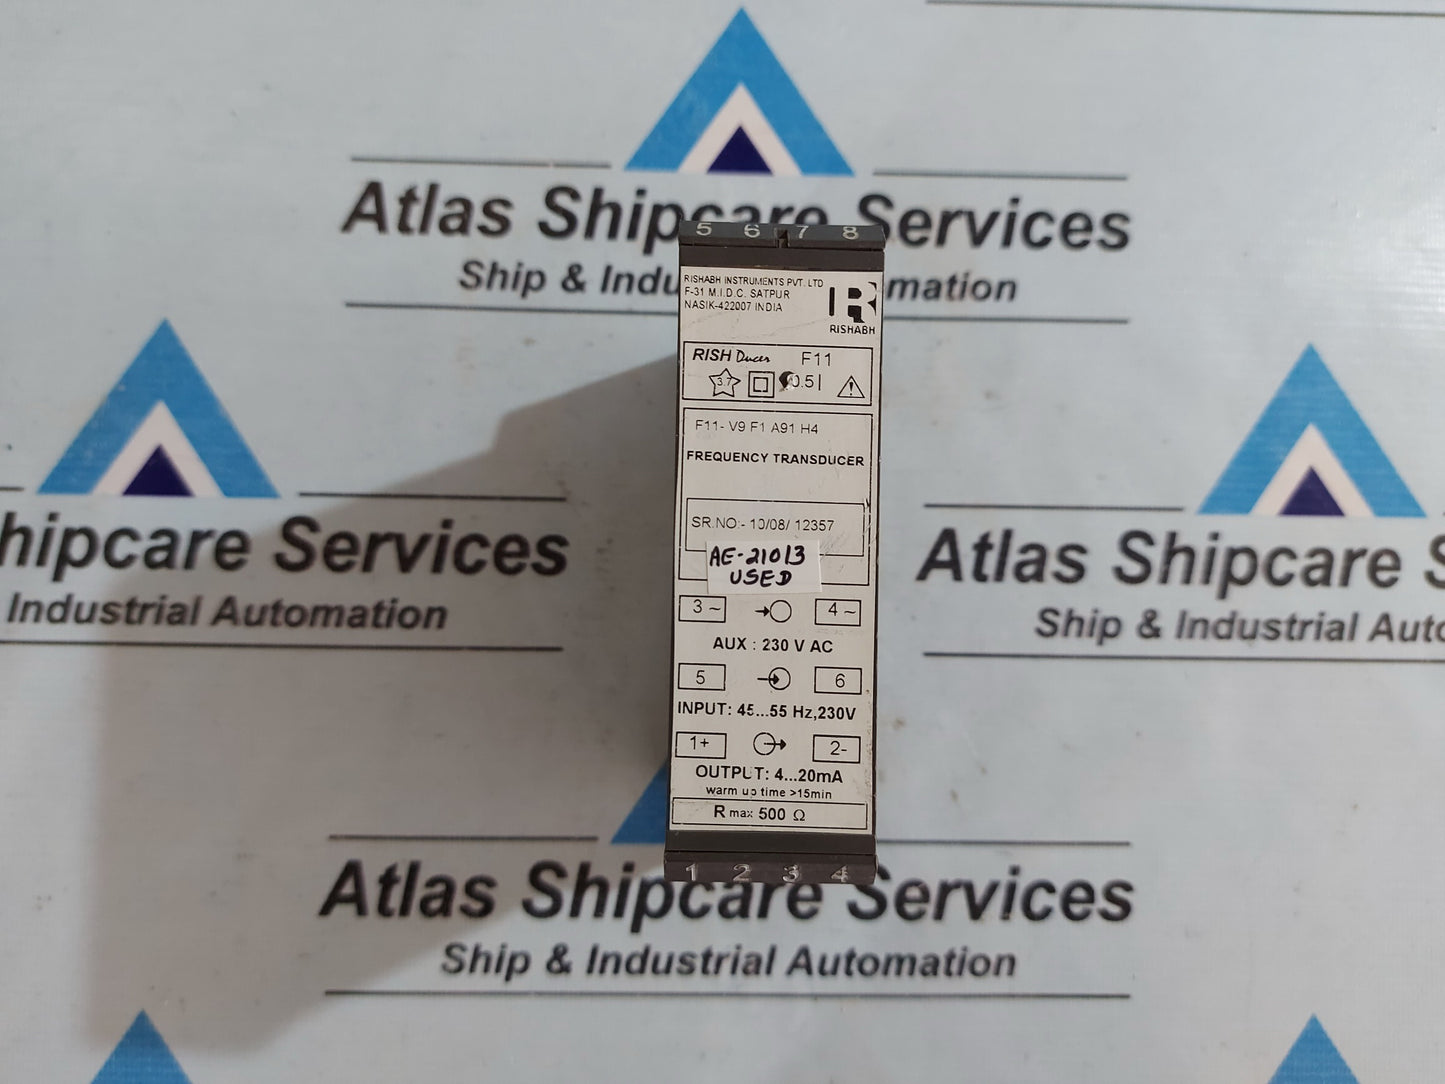 Atlas Shipcare Services
Ship & Indu mation
5 6 7 8
RISHABH INSTRUMENTS PVT. LTD
F-31 M.I.D.C. SATPUR
NASIK-422007 INDIA
R
RISHABH
RISH Ducer F11
3.7 0.5|
F11- V9 F1 A91 H4
FREQUENCY TRANSDUCER
SR.NO:- 10/08/ 12357
AE-21013
USED
3 ~ 4 ~
AUX : 230 V AC
5 6
INPUT: 45...55 Hz,230V
1+ 2-
OUTPUT: 4...20mA
warm up time >15min
R max 500 Ω
1 2 3 4
hipcare Services
Industrial Automation
Atlas Shipcare S
Ship & Industrial Auto
Atlas Shipcare Services
Ship & Industrial Automation